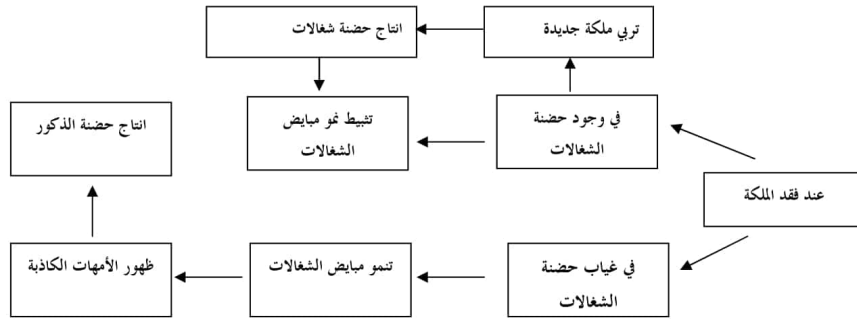 تربي ملكة جديدة
انتاج حضنة شغالات
في وجود حضنة
الشغالات
تثبيط نمو مبايض
الشغالات
انتاج حضنة الذكور
عند فقد الملكة
في غياب حضنة
الشغالات
تنمو مبايض الشغالات
ظهور الأمهات الكاذبة